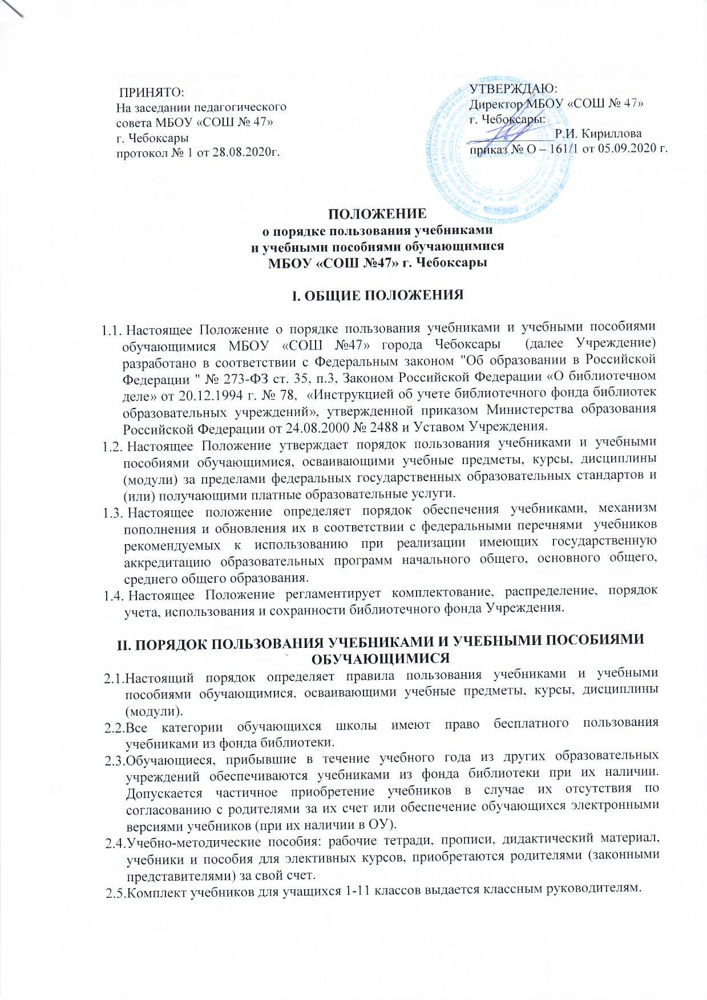 ПРИНЯТО:
На заседании педагогического
совета МБОУ «СОШ № 47»
г. Чебоксары
протокол № 1 от 28.08.2020г.
УТВЕРЖДАЮ:
Директор МБОУ «СОШ № 47»
г. Чебоксары:
_____________Р.И. Кириллова
приказ № О – 161/1 от 05.09.2020 г.
ПОЛОЖЕНИЕ
о порядке пользования учебниками
и учебными пособиями обучающимися
МБОУ «СОШ №47» г. Чебоксары
I. ОБЩИЕ ПОЛОЖЕНИЯ
1.1. Настоящее Положение о порядке пользования учебниками и учебными пособиями
обучающимися МБОУ «СОШ №47» города Чебоксары (далее Учреждение)
разработано в соответствии с Федеральным законом "Об образовании в Российской
Федерации " № 273-ФЗ ст. 35, п.3, Законом Российской Федерации «О библиотечном
деле» от 20.12.1994 г. № 78, «Инструкцией об учете библиотечного фонда библиотек
образовательных учреждений», утвержденной приказом Министерства образования
Российской Федерации от 24.08.2000 № 2488 и Уставом Учреждения.
1.2. Настоящее Положение утверждает порядок пользования учебниками и учебными
пособиями обучающимися, осваивающими учебные предметы, курсы, дисциплины
(модули) за пределами федеральных государственных образовательных стандартов и
(или) получающими платные образовательные услуги.
1.3. Настоящее положение определяет порядок обеспечения учебниками, механизм
пополнения и обновления их в соответствии с федеральными перечнями учебников
рекомендуемых к использованию при реализации имеющих государственную
аккредитацию образовательных программ начального общего, основного общего,
среднего общего образования.
1.4. Настоящее Положение регламентирует комплектование, распределение, порядок
учета, использования и сохранности библиотечного фонда Учреждения.
II. ПОРЯДОК ПОЛЬЗОВАНИЯ УЧЕБНИКАМИ И УЧЕБНЫМИ ПОСОБИЯМИ
ОБУЧАЮЩИМИСЯ
2.1.Настоящий порядок определяет правила пользования учебниками и учебными
пособиями обучающимися, осваивающими учебные предметы, курсы, дисциплины
(модули).
2.2.Все категории обучающихся школы имеют право бесплатного пользования
учебниками из фонда библиотеки.
2.3.Обучающиеся, прибывшие в течение учебного года из других образовательных
учреждений обеспечиваются учебниками из фонда библиотеки при их наличии.
Допускается частичное приобретение учебников в случае их отсутствия по
согласованию с родителями за их счет или обеспечение обучающихся электронными
версиями учебников (при их наличии в ОУ).
2.4.Учебно-методические пособия: рабочие тетради, прописи, дидактический материал,
учебники и пособия для элективных курсов, приобретаются родителями (законными
представителями) за свой счет.
2.5.Комплект учебников для учащихся 1-11 классов выдается классным руководителям.